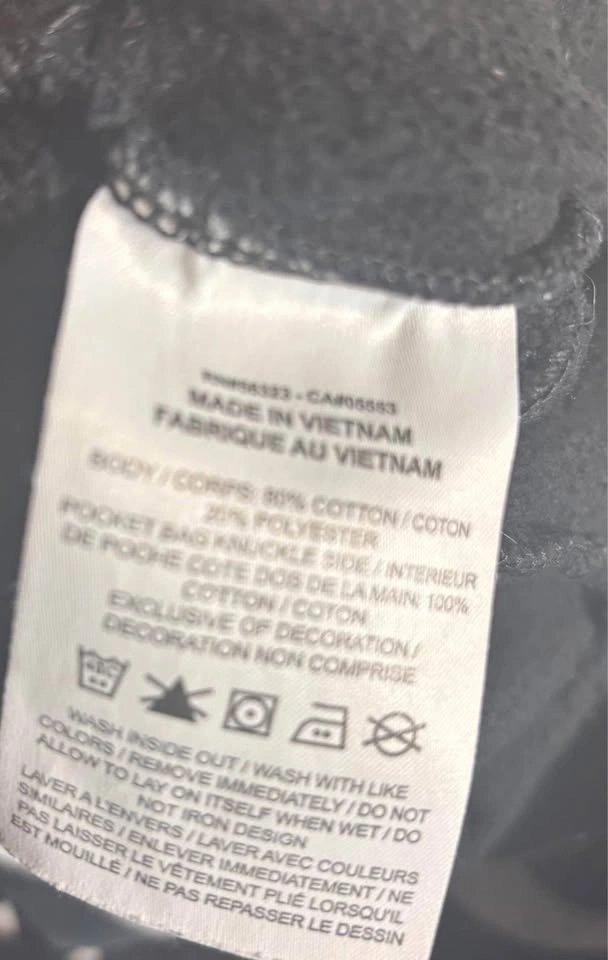 CA#05553
MADE IN VIETNAM
FABRIQUE AU VIETNAM
BODY / CORPS: 80% COTTON / COTON
20% POLYESTER
POCKET BAG KNUCKLE SIDE / INTERIEUR
DE POCHE COTE DOS DE LA MAIN: 100%
COTTON / COTON
EXCLUSIVE OF DECORATION /
DECORATION NON COMPRISE
WASH INSIDE OUT / WASH WITH LIKE
COLORS / REMOVE IMMEDIATELY / DO NOT
ALLOW TO LAY ON ITSELF WHEN WET / DO
NOT IRON DESIGN
LAVER A L'ENVERS / LAVER AVEC COULEURS
SIMILAIRES / ENLEVER IMMEDIATEMENT / NE
PAS LAISSER LE VÊTEMENT PLIÉ LORSQU'IL
EST MOUILLÉ / NE PAS REPASSER LE DESSIN